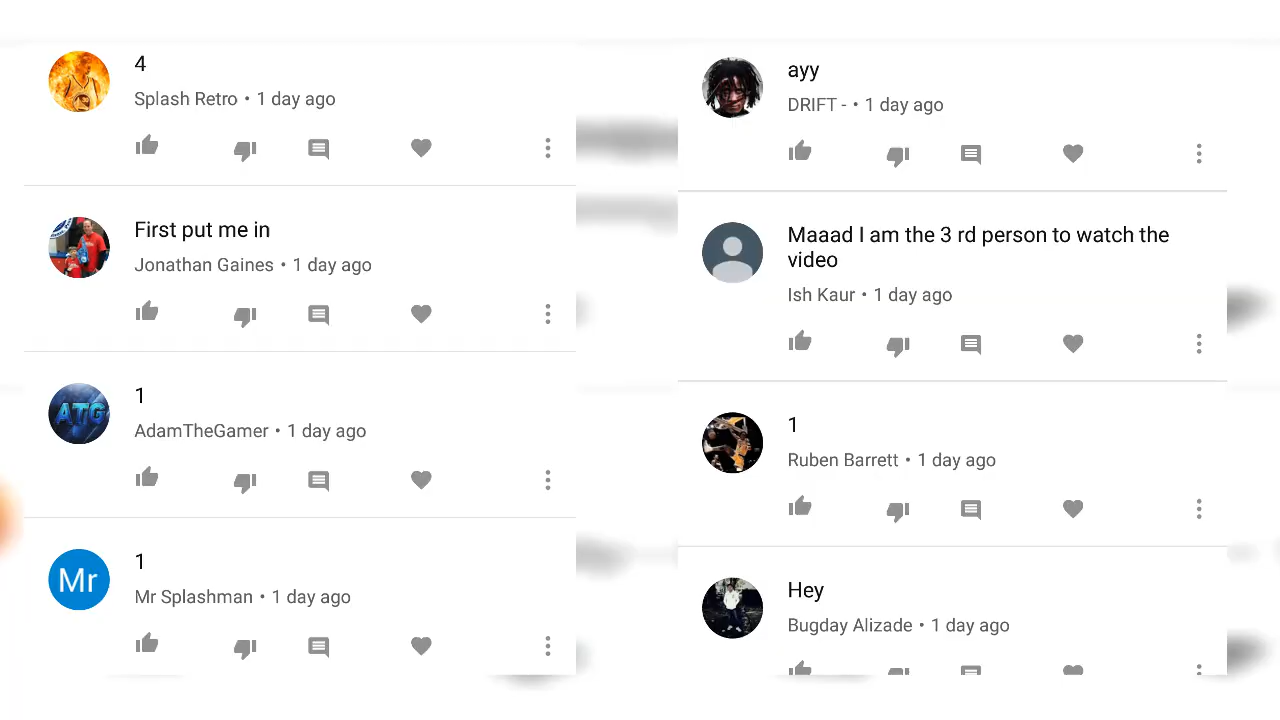 4
Splash Retro • 1 day ago
First put me in
Jonathan Gaines • 1 day ago
ATG
1
AdamTheGamer • 1 day ago
Mr
1
Mr Splashman • 1 day ago
ayy
DRIFT - • 1 day ago
Maaad I am the 3 rd person to watch the
video
Ish Kaur • 1 day ago
1
Ruben Barrett • 1 day ago
Hey
Bugday Alizade • 1 day ago